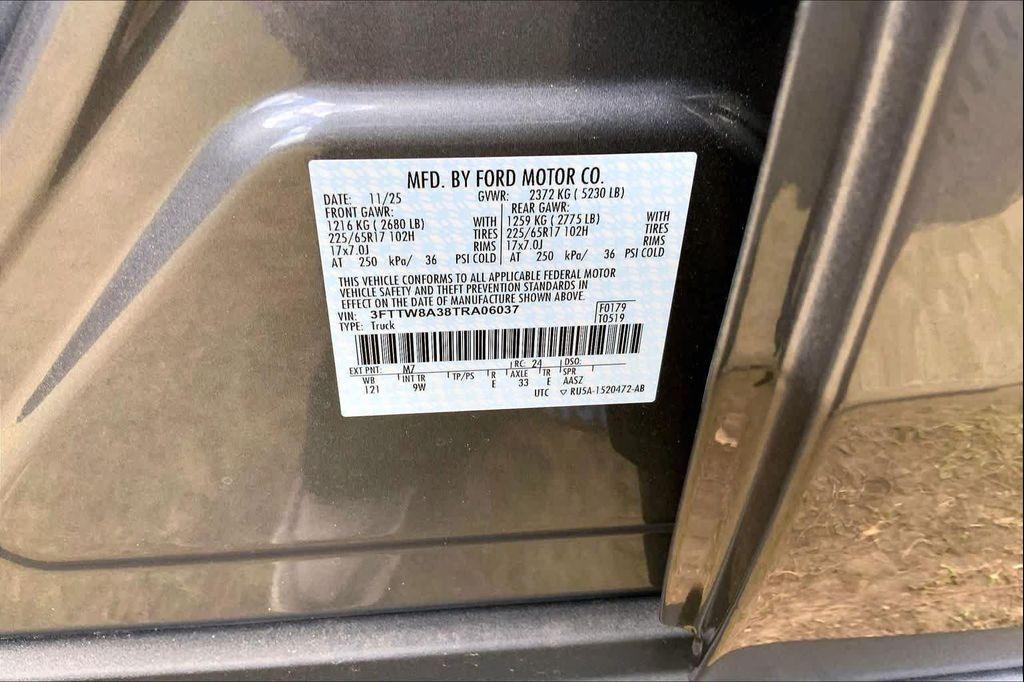 MFD. BY FORD MOTOR CO.
DATE: 11/25 GVWR: 2372 KG ( 5230 LB)
FRONT GAWR: REAR GAWR:
1216 KG ( 2680 LB) WITH 1259 KG ( 2775 LB) WITH
225/65R17 102H TIRES 225/65R17 102H TIRES
17x7.0J RIMS 17x7.0J RIMS
AT 250 kPa/ 36 PSI COLD AT 250 kPa/ 36 PSI COLD
THIS VEHICLE CONFORMS TO ALL APPLICABLE FEDERAL MOTOR
VEHICLE SAFETY AND THEFT PREVENTION STANDARDS IN
EFFECT ON THE DATE OF MANUFACTURE SHOWN ABOVE.
VIN: 3FTTW8A38TRA06037 F0179
TYPE: Truck T0519
EXT PNT: M7 RC: 24 DSO:
WB INT TR TP/PS R AXLE TR SPR
121 9W E 33 E AASZ
UTC ▽ RU5A-1520472-AB